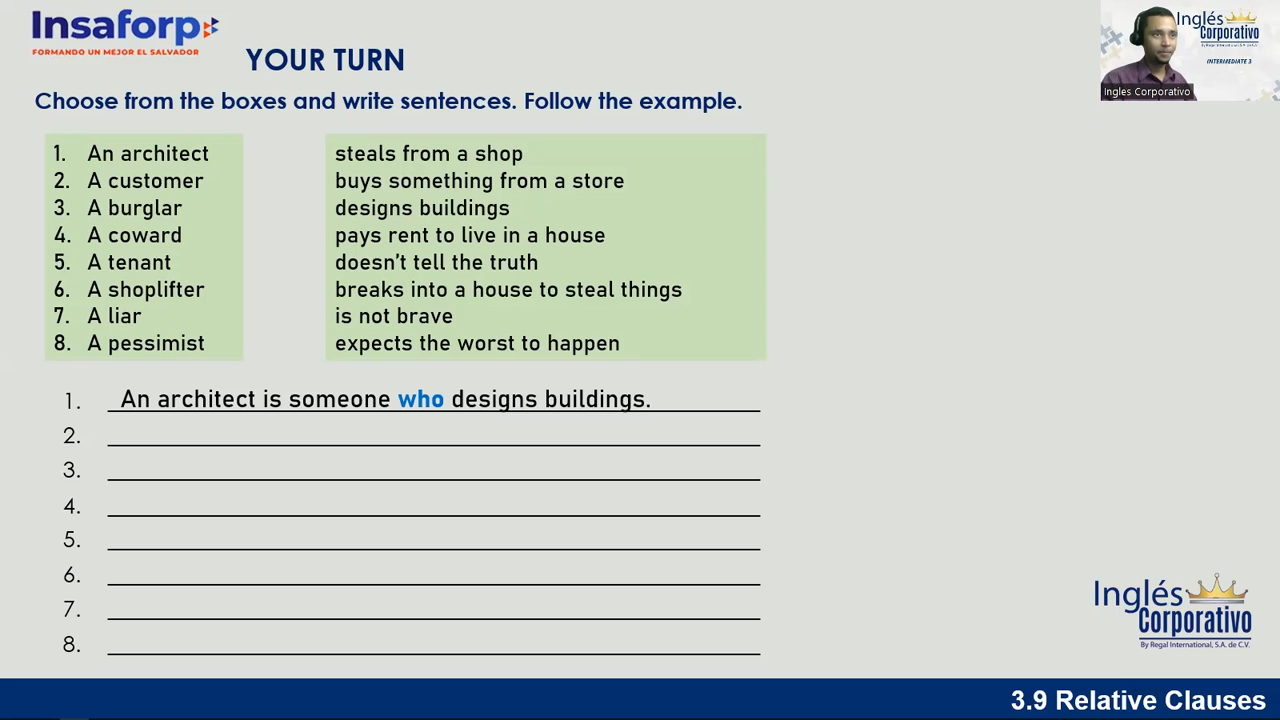 Insaforp
FORMANDO UN MEJOR EL SALVADOR
YOUR TURN
Inglés
Corporativo
By Regal International, S.A. de C.V.
INTERMEDIATE 3
Ingles Corporativo
Choose from the boxes and write sentences. Follow the example.
1. An architect
2. A customer
3. A burglar
4. A coward
5. A tenant
6. A shoplifter
7. A liar
8. A pessimist
steals from a shop
buys something from a store
designs buildings
pays rent to live in a house
doesn't tell the truth
breaks into a house to steal things
is not brave
expects the worst to happen
1. An architect is someone who designs buildings.
2.
3.
4.
5.
6.
7.
8.
Inglés
Corporativo
By Regal International, S.A. de C.V.
3.9 Relative Clauses